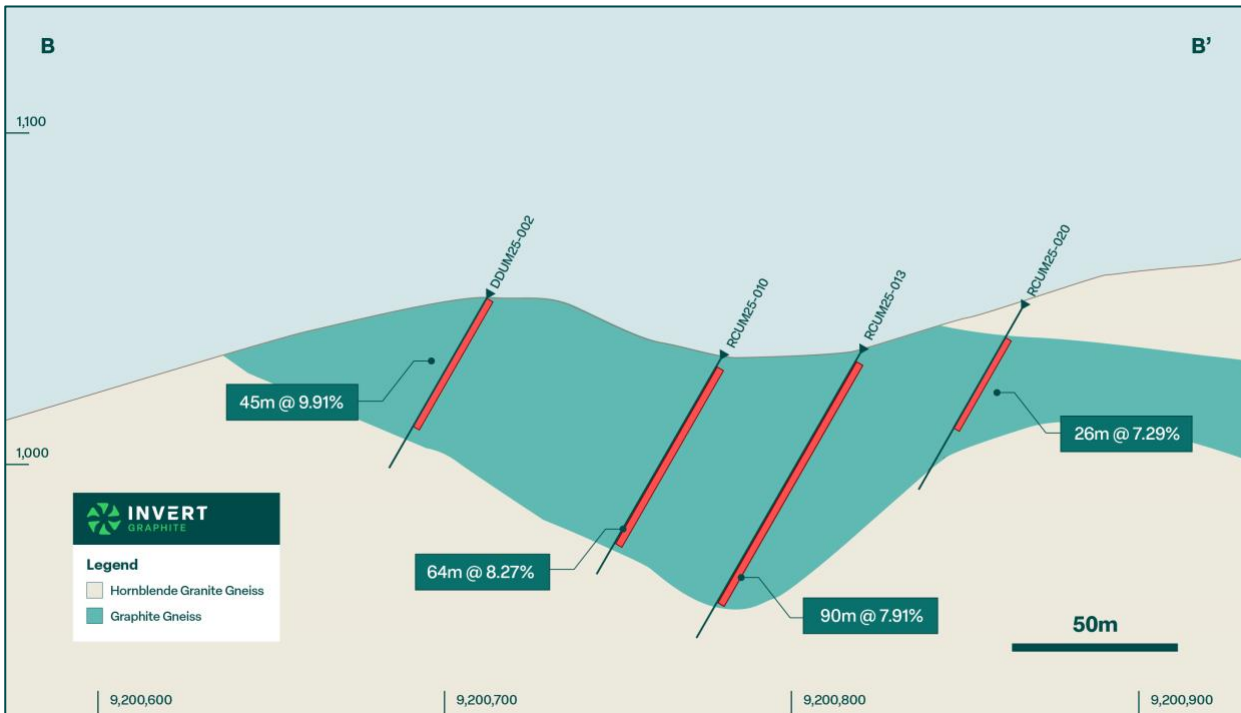 B
B’
1,100
DDUM25-002
RCUM25-010
RCUM25-013
RCUM25-020
45m @ 9.91%
26m @ 7.29%
1,000
INVERT
GRAPHITE
Legend
Hornblende Granite Gneiss
Graphite Gneiss
64m @ 8.27%
90m @ 7.91%
50m
9,200,600
9,200,700
9,200,800
9,200,900